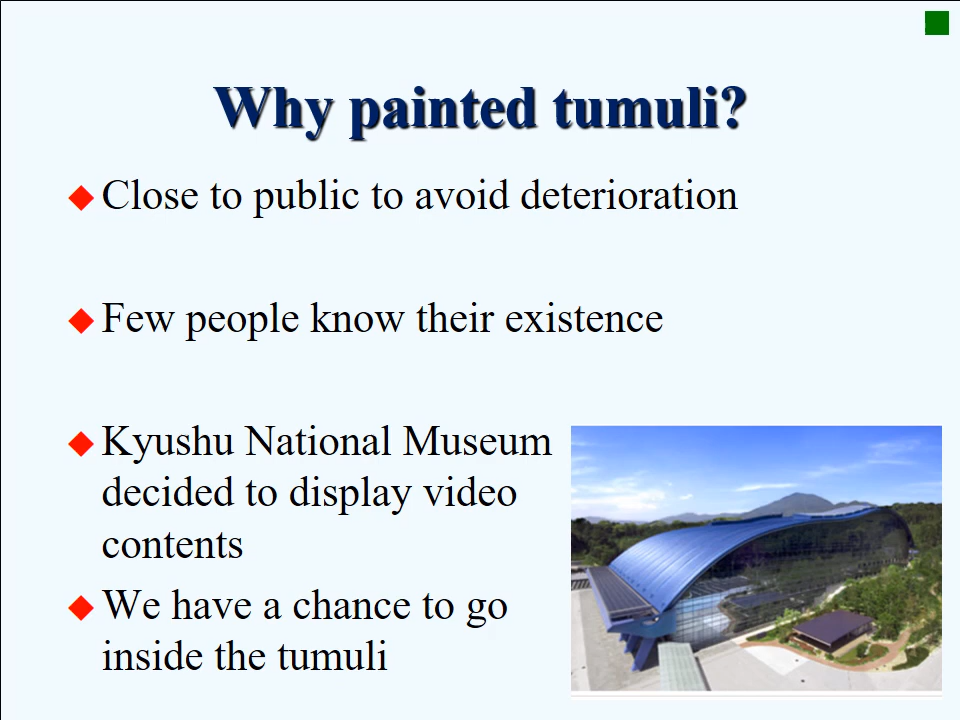 Why painted tumuli?
Close to public to avoid deterioration
Few people know their existence
Kyushu National Museum
decided to display video
contents
We have a chance to go
inside the tumuli